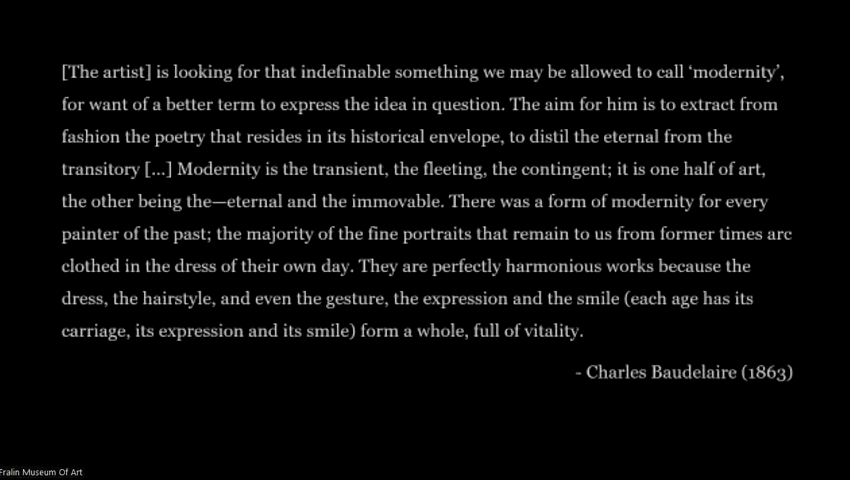 [The artist] is looking for that indefinable something we may be allowed to call ‘modernity’,
for want of a better term to express the idea in question. The aim for him is to extract from
fashion the poetry that resides in its historical envelope, to distil the eternal from the
transitory [...] Modernity is the transient, the fleeting, the contingent; it is one half of art,
the other being the—eternal and the immovable. There was a form of modernity for every
painter of the past; the majority of the fine portraits that remain to us from former times arc
clothed in the dress of their own day. They are perfectly harmonious works because the
dress, the hairstyle, and even the gesture, the expression and the smile (each age has its
carriage, its expression and its smile) form a whole, full of vitality.
- Charles Baudelaire (1863)
Fralin Museum Of Art